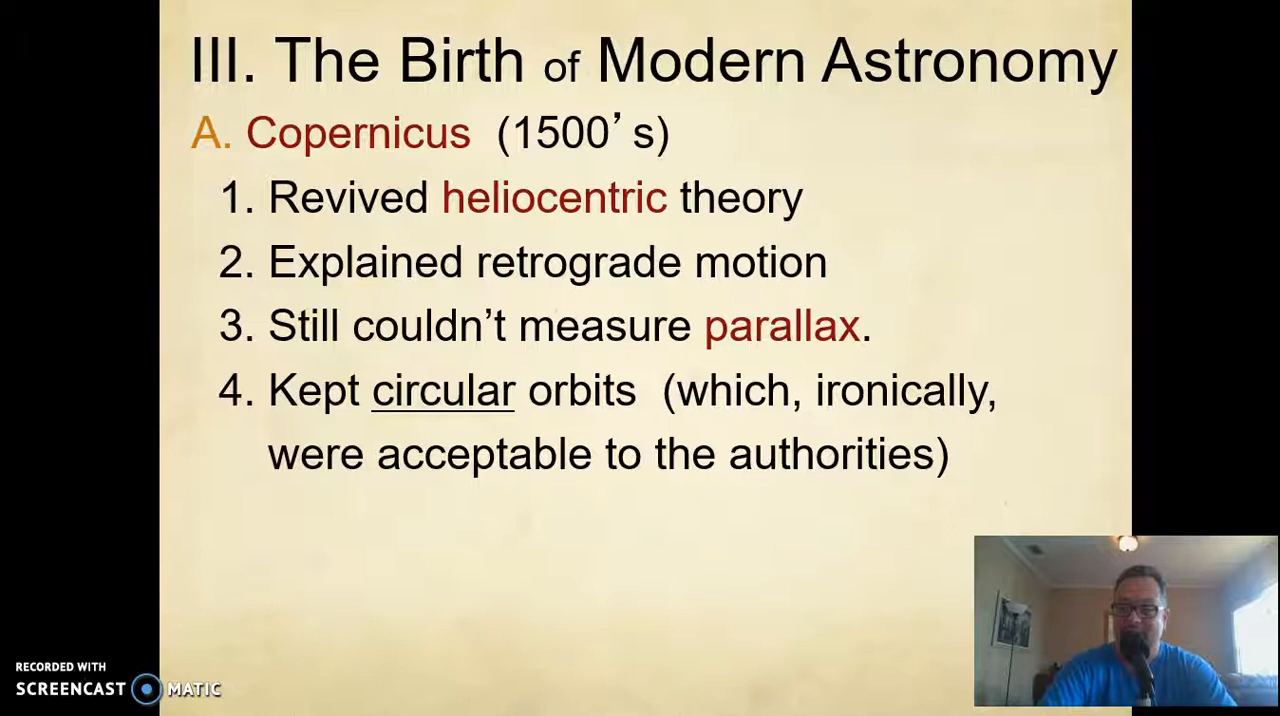 III. The Birth of Modern Astronomy
A. Copernicus (1500’s)
1. Revived heliocentric theory
2. Explained retrograde motion
3. Still couldn’t measure parallax.
4. Kept circular orbits (which, ironically,
were acceptable to the authorities)
RECORDED WITH
SCREENCAST MATIC